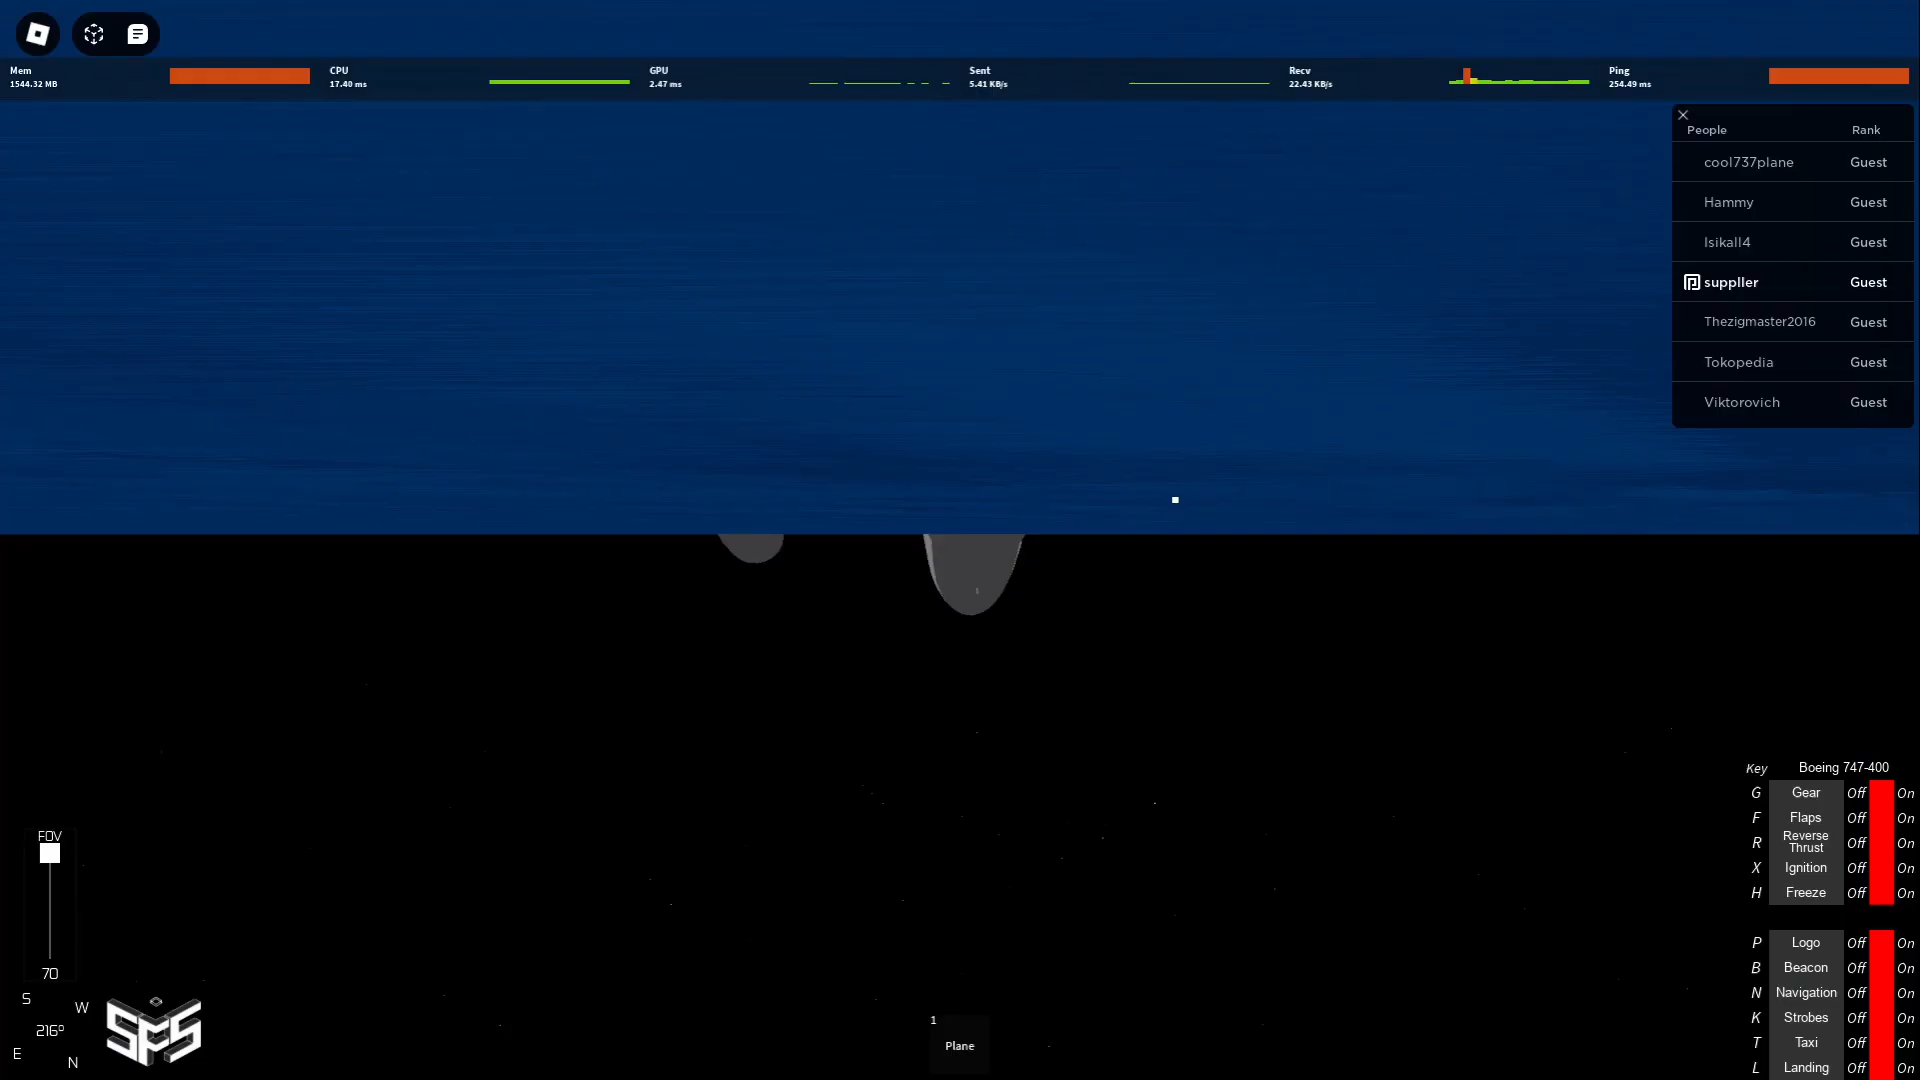 Mem
1544.32 MB
CPU
17.40 ms
GPU
2.47 ms
Sent
5.41 KB/s
Recv
22.43 KB/s
Ping
254.49 ms
People Rank
cool737plane Guest
Hammy Guest
Isikall4 Guest
suppller Guest
Thezigmaster2016 Guest
Tokopedia Guest
Viktorovich Guest
Key Boeing 747-400
G Gear Off On
F Flaps Off On
R Reverse Thrust Off On
X Ignition Off On
H Freeze Off On
P Logo Off On
B Beacon Off On
N Navigation Off On
K Strobes Off On
T Taxi Off On
L Landing Off On
FOV
70
S W
216º
E N
SFS
1
Plane